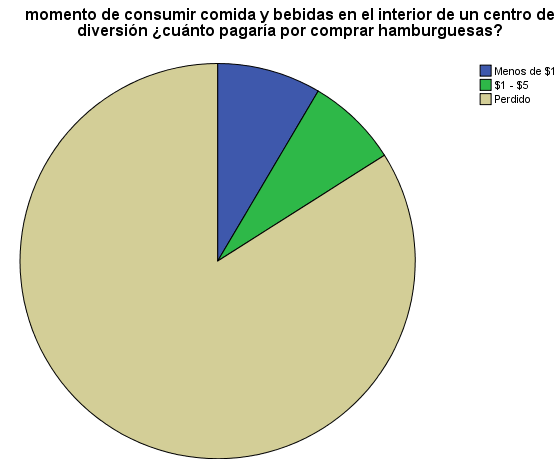 momento de consumir comida y bebidas en el interior de un centro de
diversión ¿cuánto pagaría por comprar hamburguesas?
Menos de $1
$1 - $5
Perdido